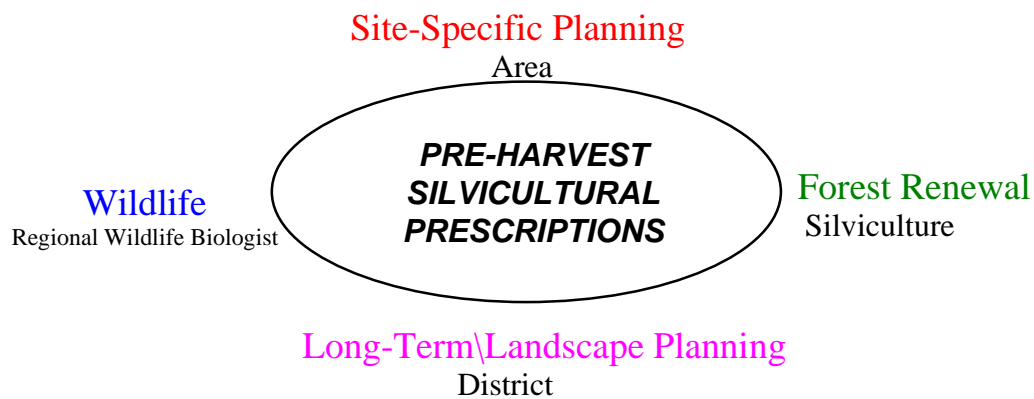 Site-Specific Planning
Area
PRE-HARVEST
SILVICULTURAL
PRESCRIPTIONS
Wildlife
Regional Wildlife Biologist
Forest Renewal
Silviculture
Long-Term\Landscape Planning
District